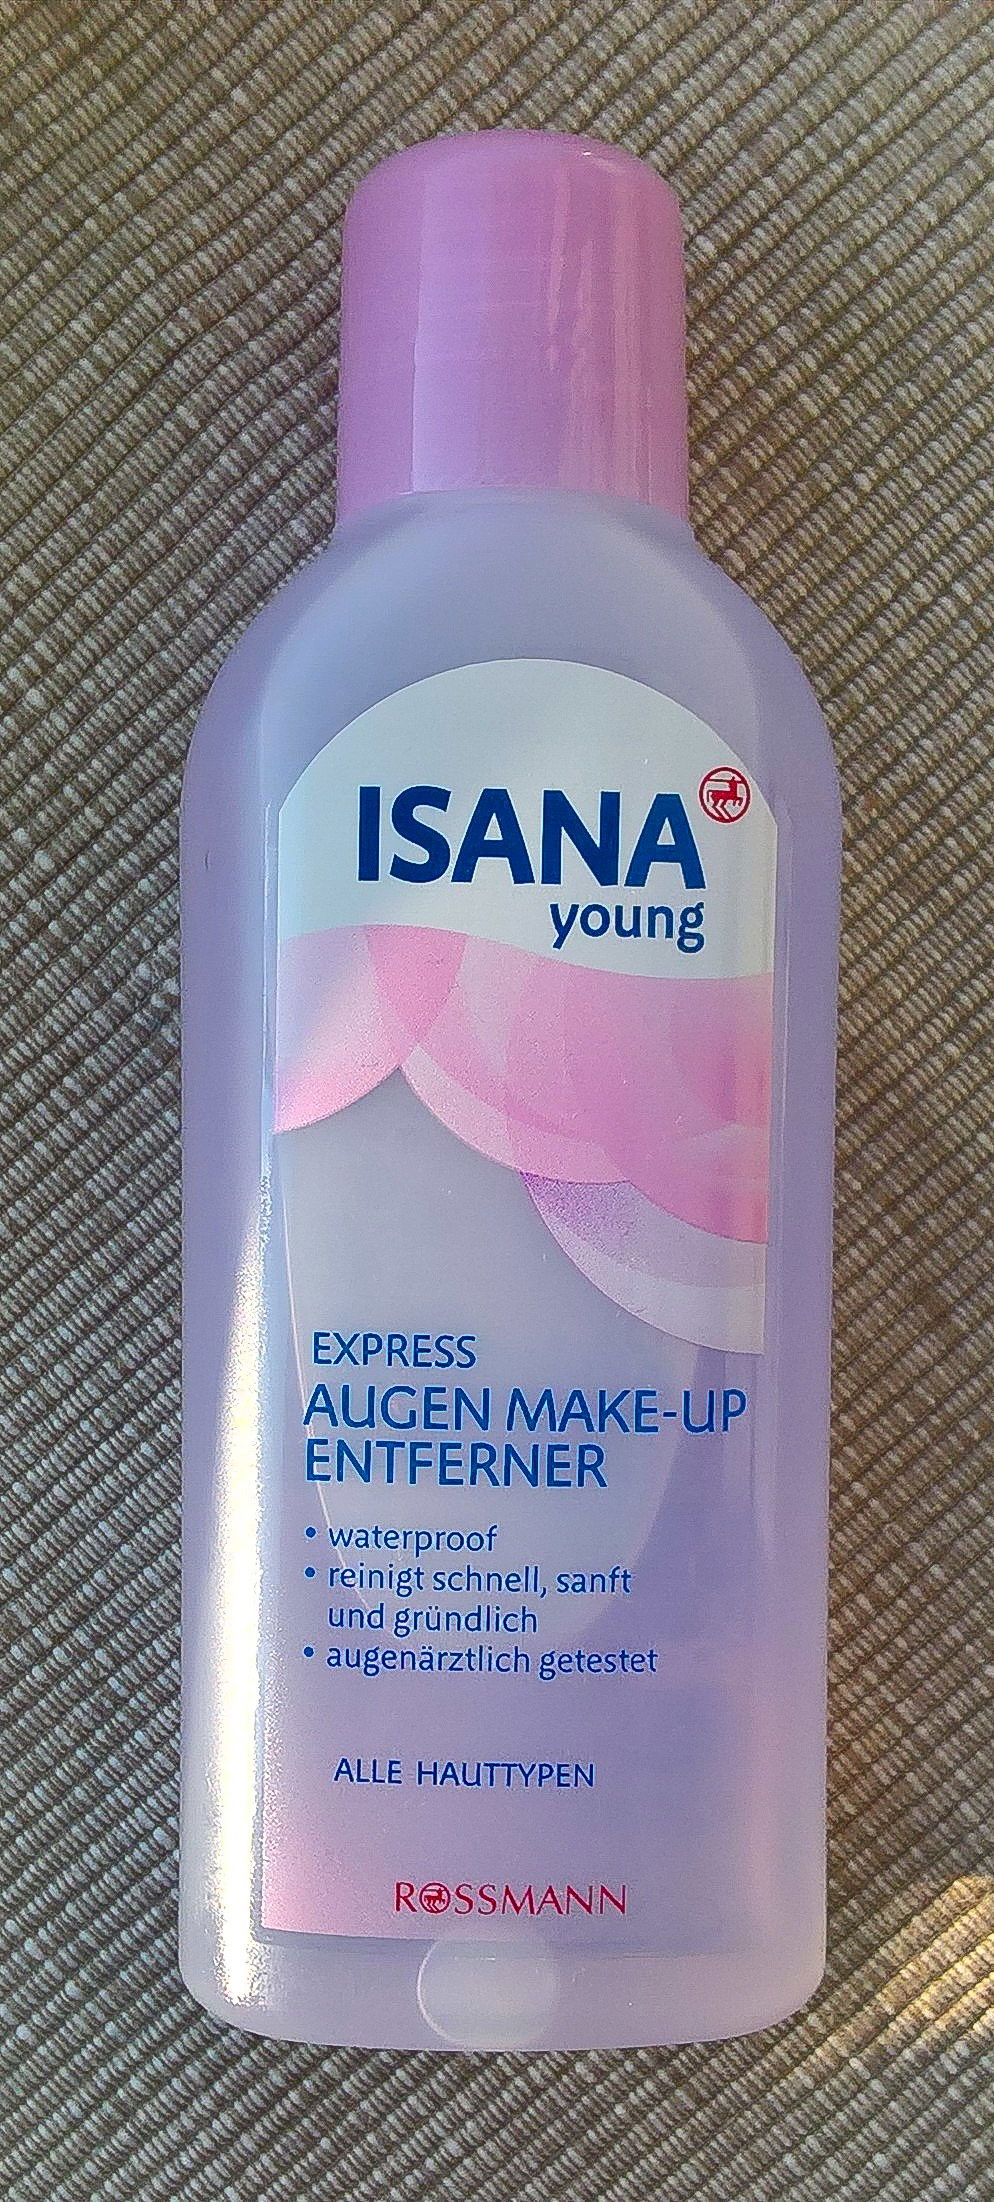 ISANA
young
EXPRESS
AUGEN MAKE-UP
ENTFERNER
• waterproof
• reinigt schnell, sanft
und gründlich
• augenärztlich getestet
ALLE HAUTTYPEN
ROSSMANN